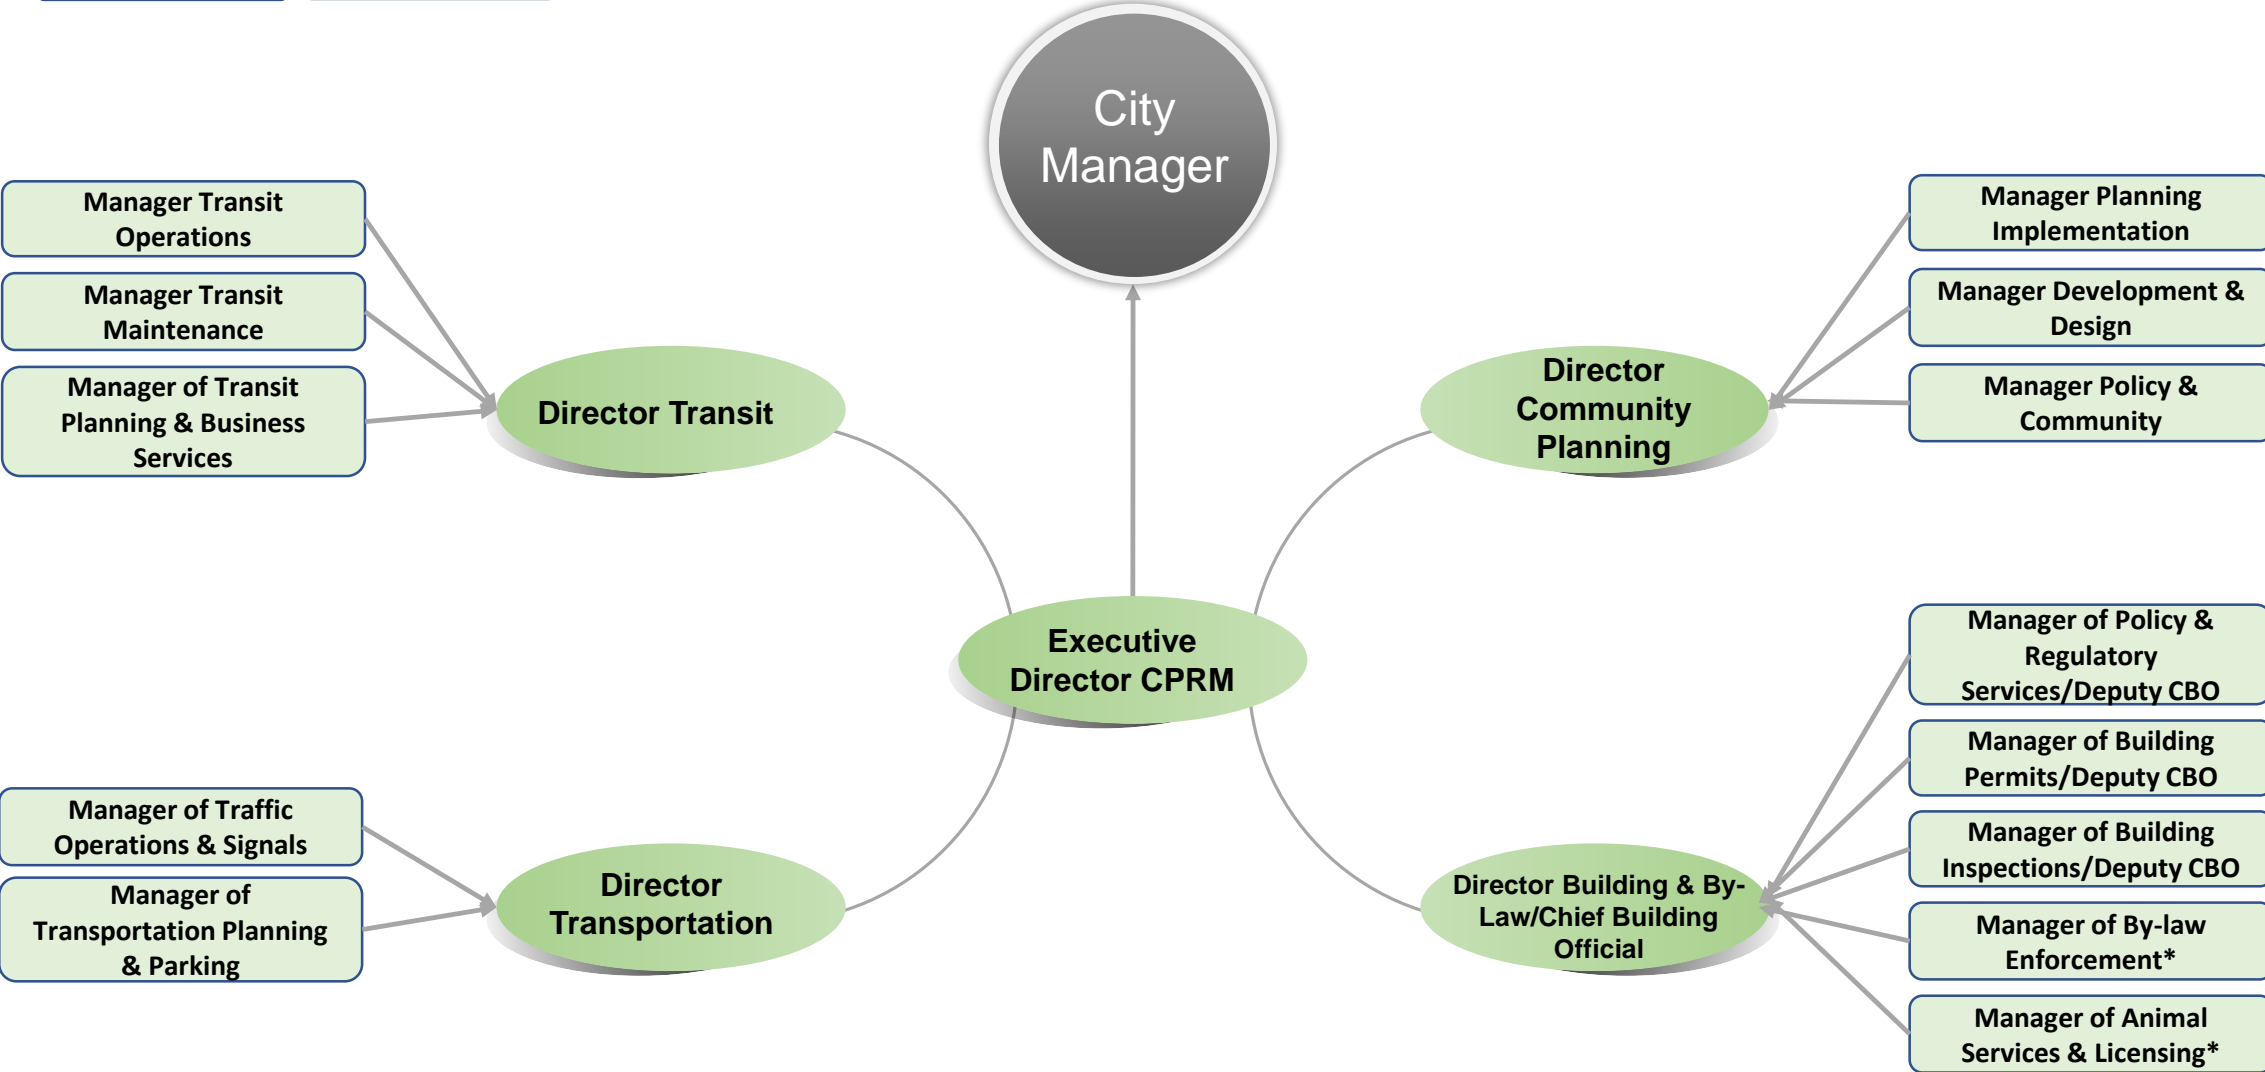 City
Manager
Manager Transit
Operations
Manager Transit
Maintenance
Manager of Transit
Planning & Business
Services
Director Transit
Manager Planning
Implementation
Manager Development &
Design
Manager Policy &
Community
Director
Community
Planning
Executive
Director CPRM
Manager of Traffic
Operations & Signals
Manager of
Transportation Planning
& Parking
Director
Transportation
Manager of Policy &
Regulatory
Services/Deputy CBO
Manager of Building
Permits/Deputy CBO
Manager of Building
Inspections/Deputy CBO
Manager of By-law
Enforcement*
Manager of Animal
Services & Licensing*
Director Building & By-
Law/Chief Building
Official